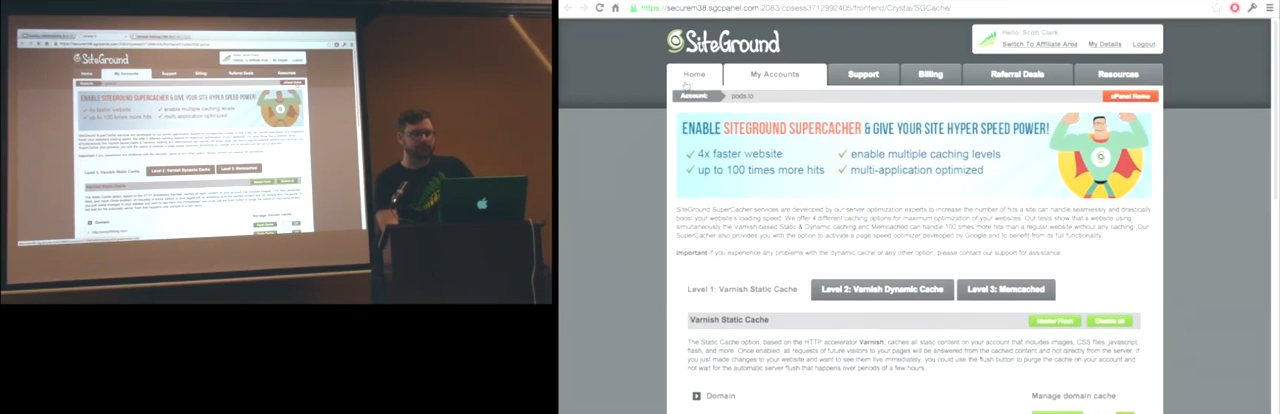 https://securem38.sgcpanel.com:2083/cpsess3712992405/frontend/Crystal/SGCache/
SiteGround
Hello, Scott Clark
Switch To Affiliate Area
My Details
Logout
Home
My Accounts
Support
Billing
Referral Deals
Resources
Account:
pods.io
cPanel Home
ENABLE SITEGROUND SUPERCACHER & GIVE YOUR SITE HYPER SPEED POWER!
✓ 4x faster website
✓ enable multiple caching levels
✓ up to 100 times more hits
✓ multi-application optimized
SiteGround SuperCacher services are developed by our server optimization experts to increase the number of hits a site can handle seamlessly and drastically
boost your website's loading speed. We offer 4 different caching options for maximum optimization of your websites. Our tests show that a website using
simultaneously the Varnish-based Static & Dynamic caching and Memcached can handle 100 times more hits than a regular website without any caching! Our
SuperCacher also provides you with the option to activate a page speed optimizer developed by Google and to benefit from its full functionality.
Important if you experience any problems with the dynamic cache or any other option, please contact our support for assistance.
Level 1: Varnish Static Cache
Level 2: Varnish Dynamic Cache
Level 3: Memcached
Varnish Static Cache
Master Flush
Disable all
The Static Cache option, based on the HTTP accelerator Varnish, caches all static content on your account that includes images, CSS files, javascript,
flash, and more. Once enabled, all requests of future visitors to your pages will be answered from the cached content and not directly from the server. If
you just made changes to your website and want to see them live immediately, you could use the flush button to purge the cache on your account and
not wait for the automatic server flush that happens over periods of a few hours.
Domain
Manage domain cache